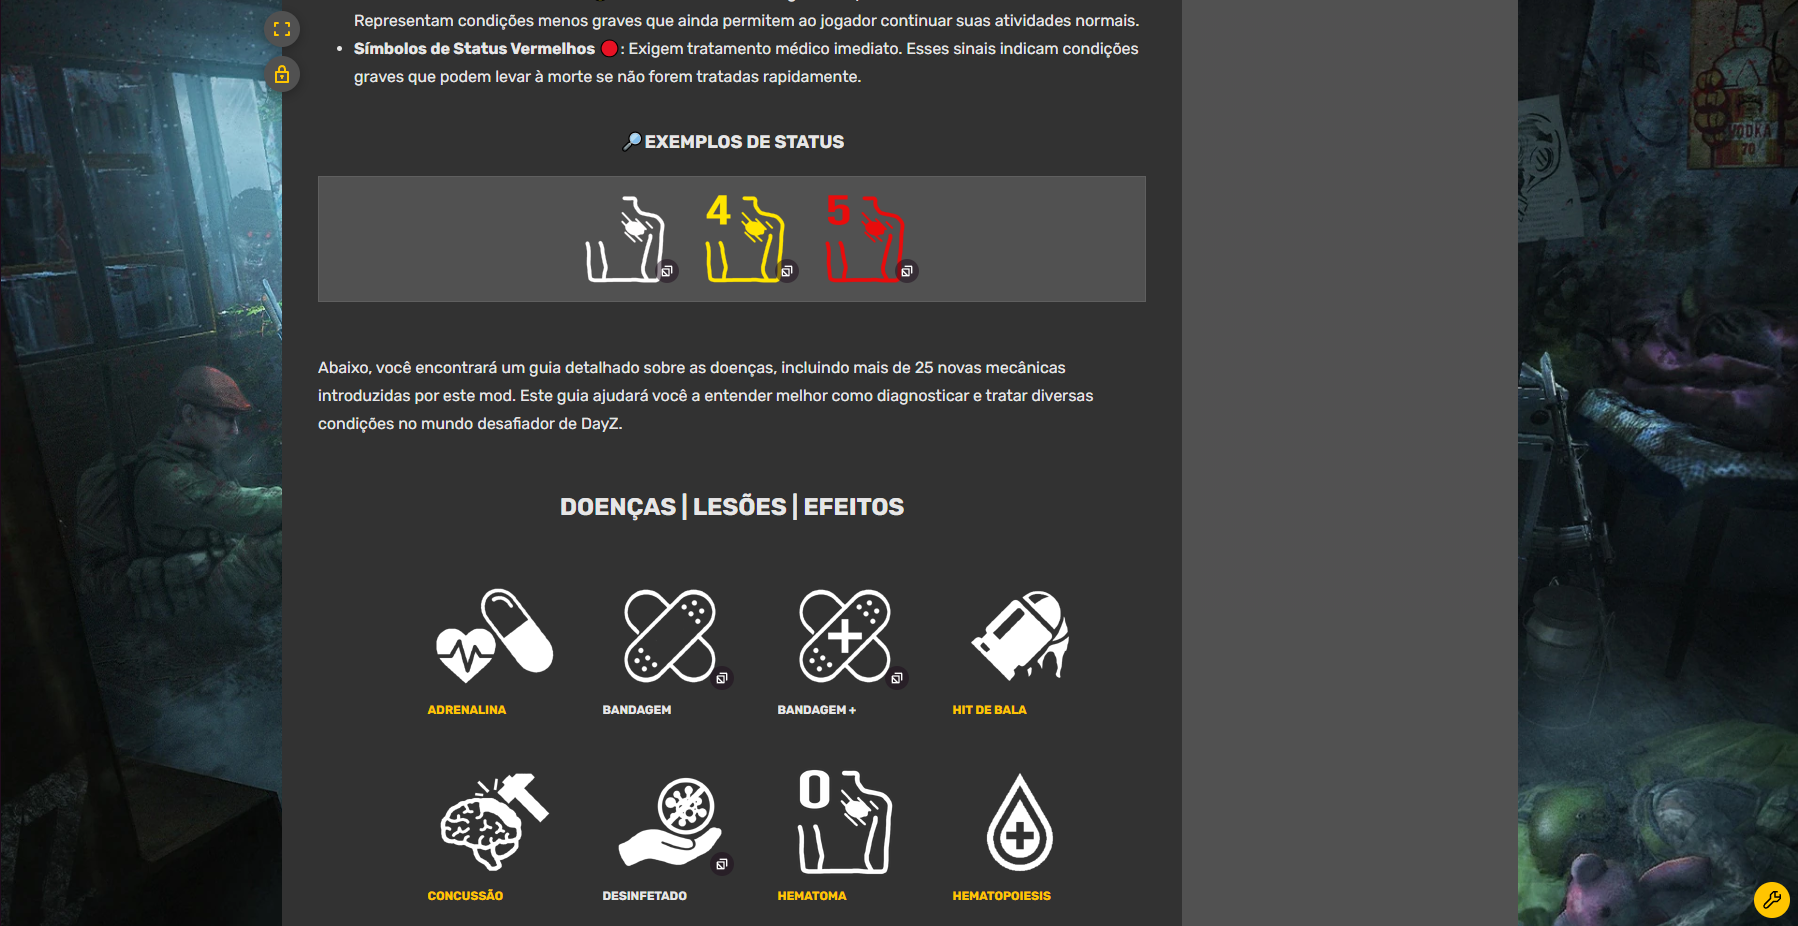 Representam condições menos graves que ainda permitem ao jogador continuar suas atividades normais.
• Símbolos de Status Vermelhos 🔴: Exigem tratamento médico imediato. Esses sinais indicam condições
graves que podem levar à morte se não forem tratadas rapidamente.
🔎EXEMPLOS DE STATUS
4 5
Abaixo, você encontrará um guia detalhado sobre as doenças, incluindo mais de 25 novas mecânicas
introduzidas por este mod. Este guia ajudará você a entender melhor como diagnosticar e tratar diversas
condições no mundo desafiador de DayZ.
DOENÇAS | LESÕES | EFEITOS
ADRENALINA BANDAGEM BANDAGEM + HIT DE BALA
0
CONCUSSÃO DESINFETADO HEMATOMA HEMATOPOIESIS
VODKA
70